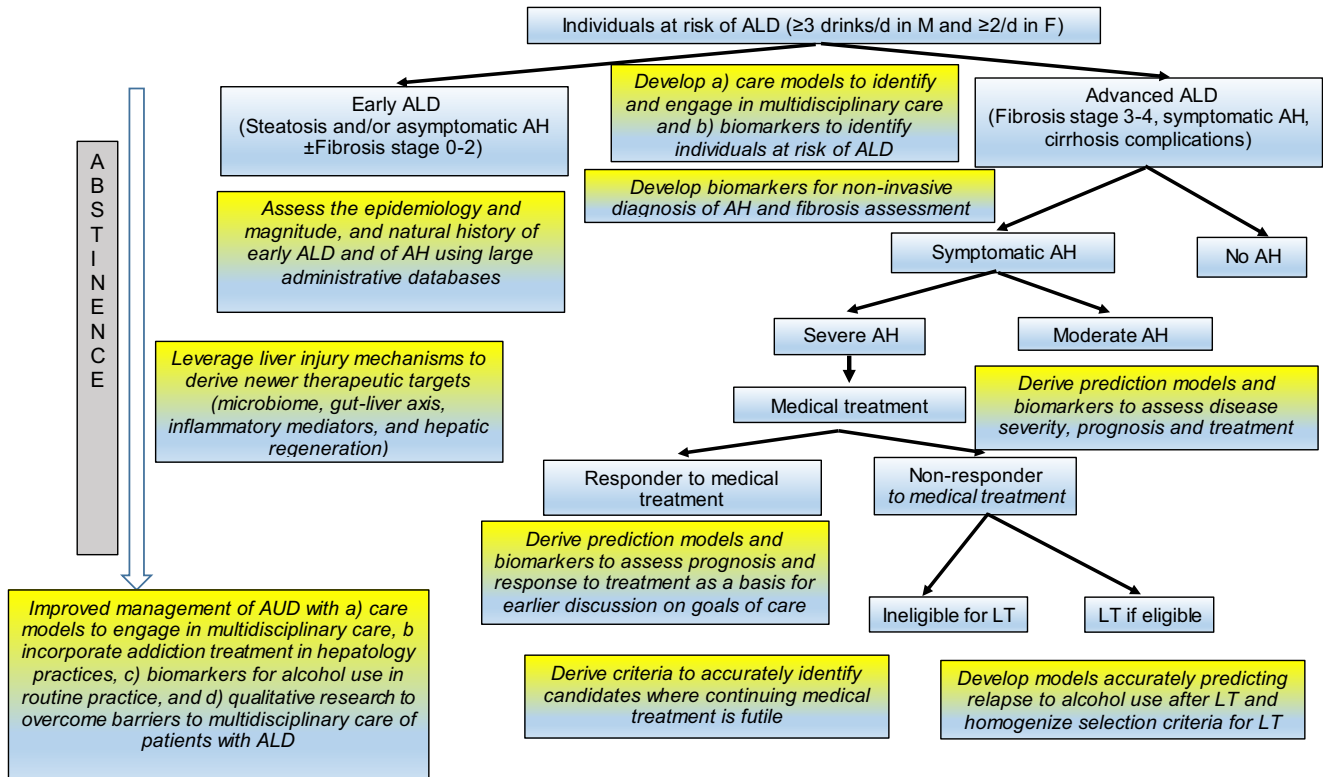 Individuals at risk of ALD (≥3 drinks/d in M and ≥2/d in F)
Early ALD
(Steatosis and/or asymptomatic AH
±Fibrosis stage 0-2)
Develop a) care models to identify
and engage in multidisciplinary care
and b) biomarkers to identify
individuals at risk of ALD
Advanced ALD
(Fibrosis stage 3-4, symptomatic AH,
cirrhosis complications)
A
B
S
T
I
N
E
N
C
E
Develop biomarkers for non-invasive
diagnosis of AH and fibrosis assessment
Assess the epidemiology and
magnitude, and natural history of
early ALD and of AH using large
administrative databases
Symptomatic AH
No AH
Severe AH
Moderate AH
Leverage liver injury mechanisms to
derive newer therapeutic targets
(microbiome, gut-liver axis,
inflammatory mediators, and hepatic
regeneration)
Medical treatment
Derive prediction models and
biomarkers to assess disease
severity, prognosis and treatment
Responder to medical
treatment
Non-responder
to medical treatment
Derive prediction models and
biomarkers to assess prognosis and
response to treatment as a basis for
earlier discussion on goals of care
Ineligible for LT
LT if eligible
Improved management of AUD with a) care
models to engage in multidisciplinary care, b
incorporate addiction treatment in hepatology
practices, c) biomarkers for alcohol use in
routine practice, and d) qualitative research to
overcome barriers to multidisciplinary care of
patients with ALD
Derive criteria to accurately identify
candidates where continuing medical
treatment is futile
Develop models accurately predicting
relapse to alcohol use after LT and
homogenize selection criteria for LT